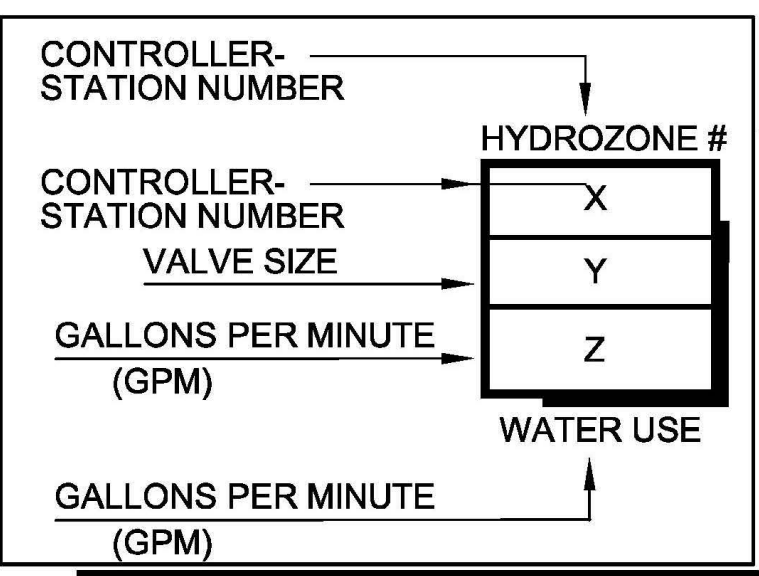 CONTROLLER-
STATION NUMBER
HYDROZONE #
CONTROLLER-
STATION NUMBER
X
VALVE SIZE
Y
GALLONS PER MINUTE
(GPM)
Z
WATER USE
GALLONS PER MINUTE
(GPM)